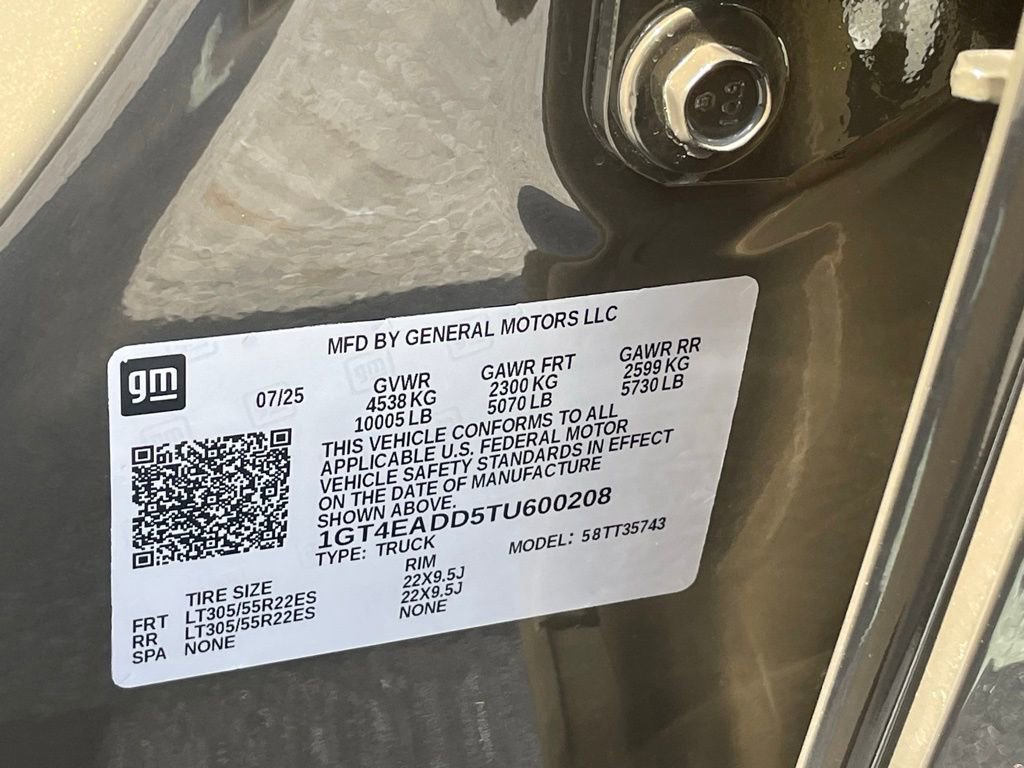 MFD BY GENERAL MOTORS LLC
gm
07/25
GVWR
4538 KG
10005 LB
GAWR FRT
2300 KG
5070 LB
GAWR RR
2599 KG
5730 LB
THIS VEHICLE CONFORMS TO ALL
APPLICABLE U.S. FEDERAL MOTOR
VEHICLE SAFETY STANDARDS IN EFFECT
ON THE DATE OF MANUFACTURE
SHOWN ABOVE.
1GT4EADD5TU600208
TYPE: TRUCK
MODEL: 58TT35743
TIRE SIZE
RIM
FRT LT305/55R22ES 22X9.5J
RR LT305/55R22ES 22X9.5J
SPA NONE NONE